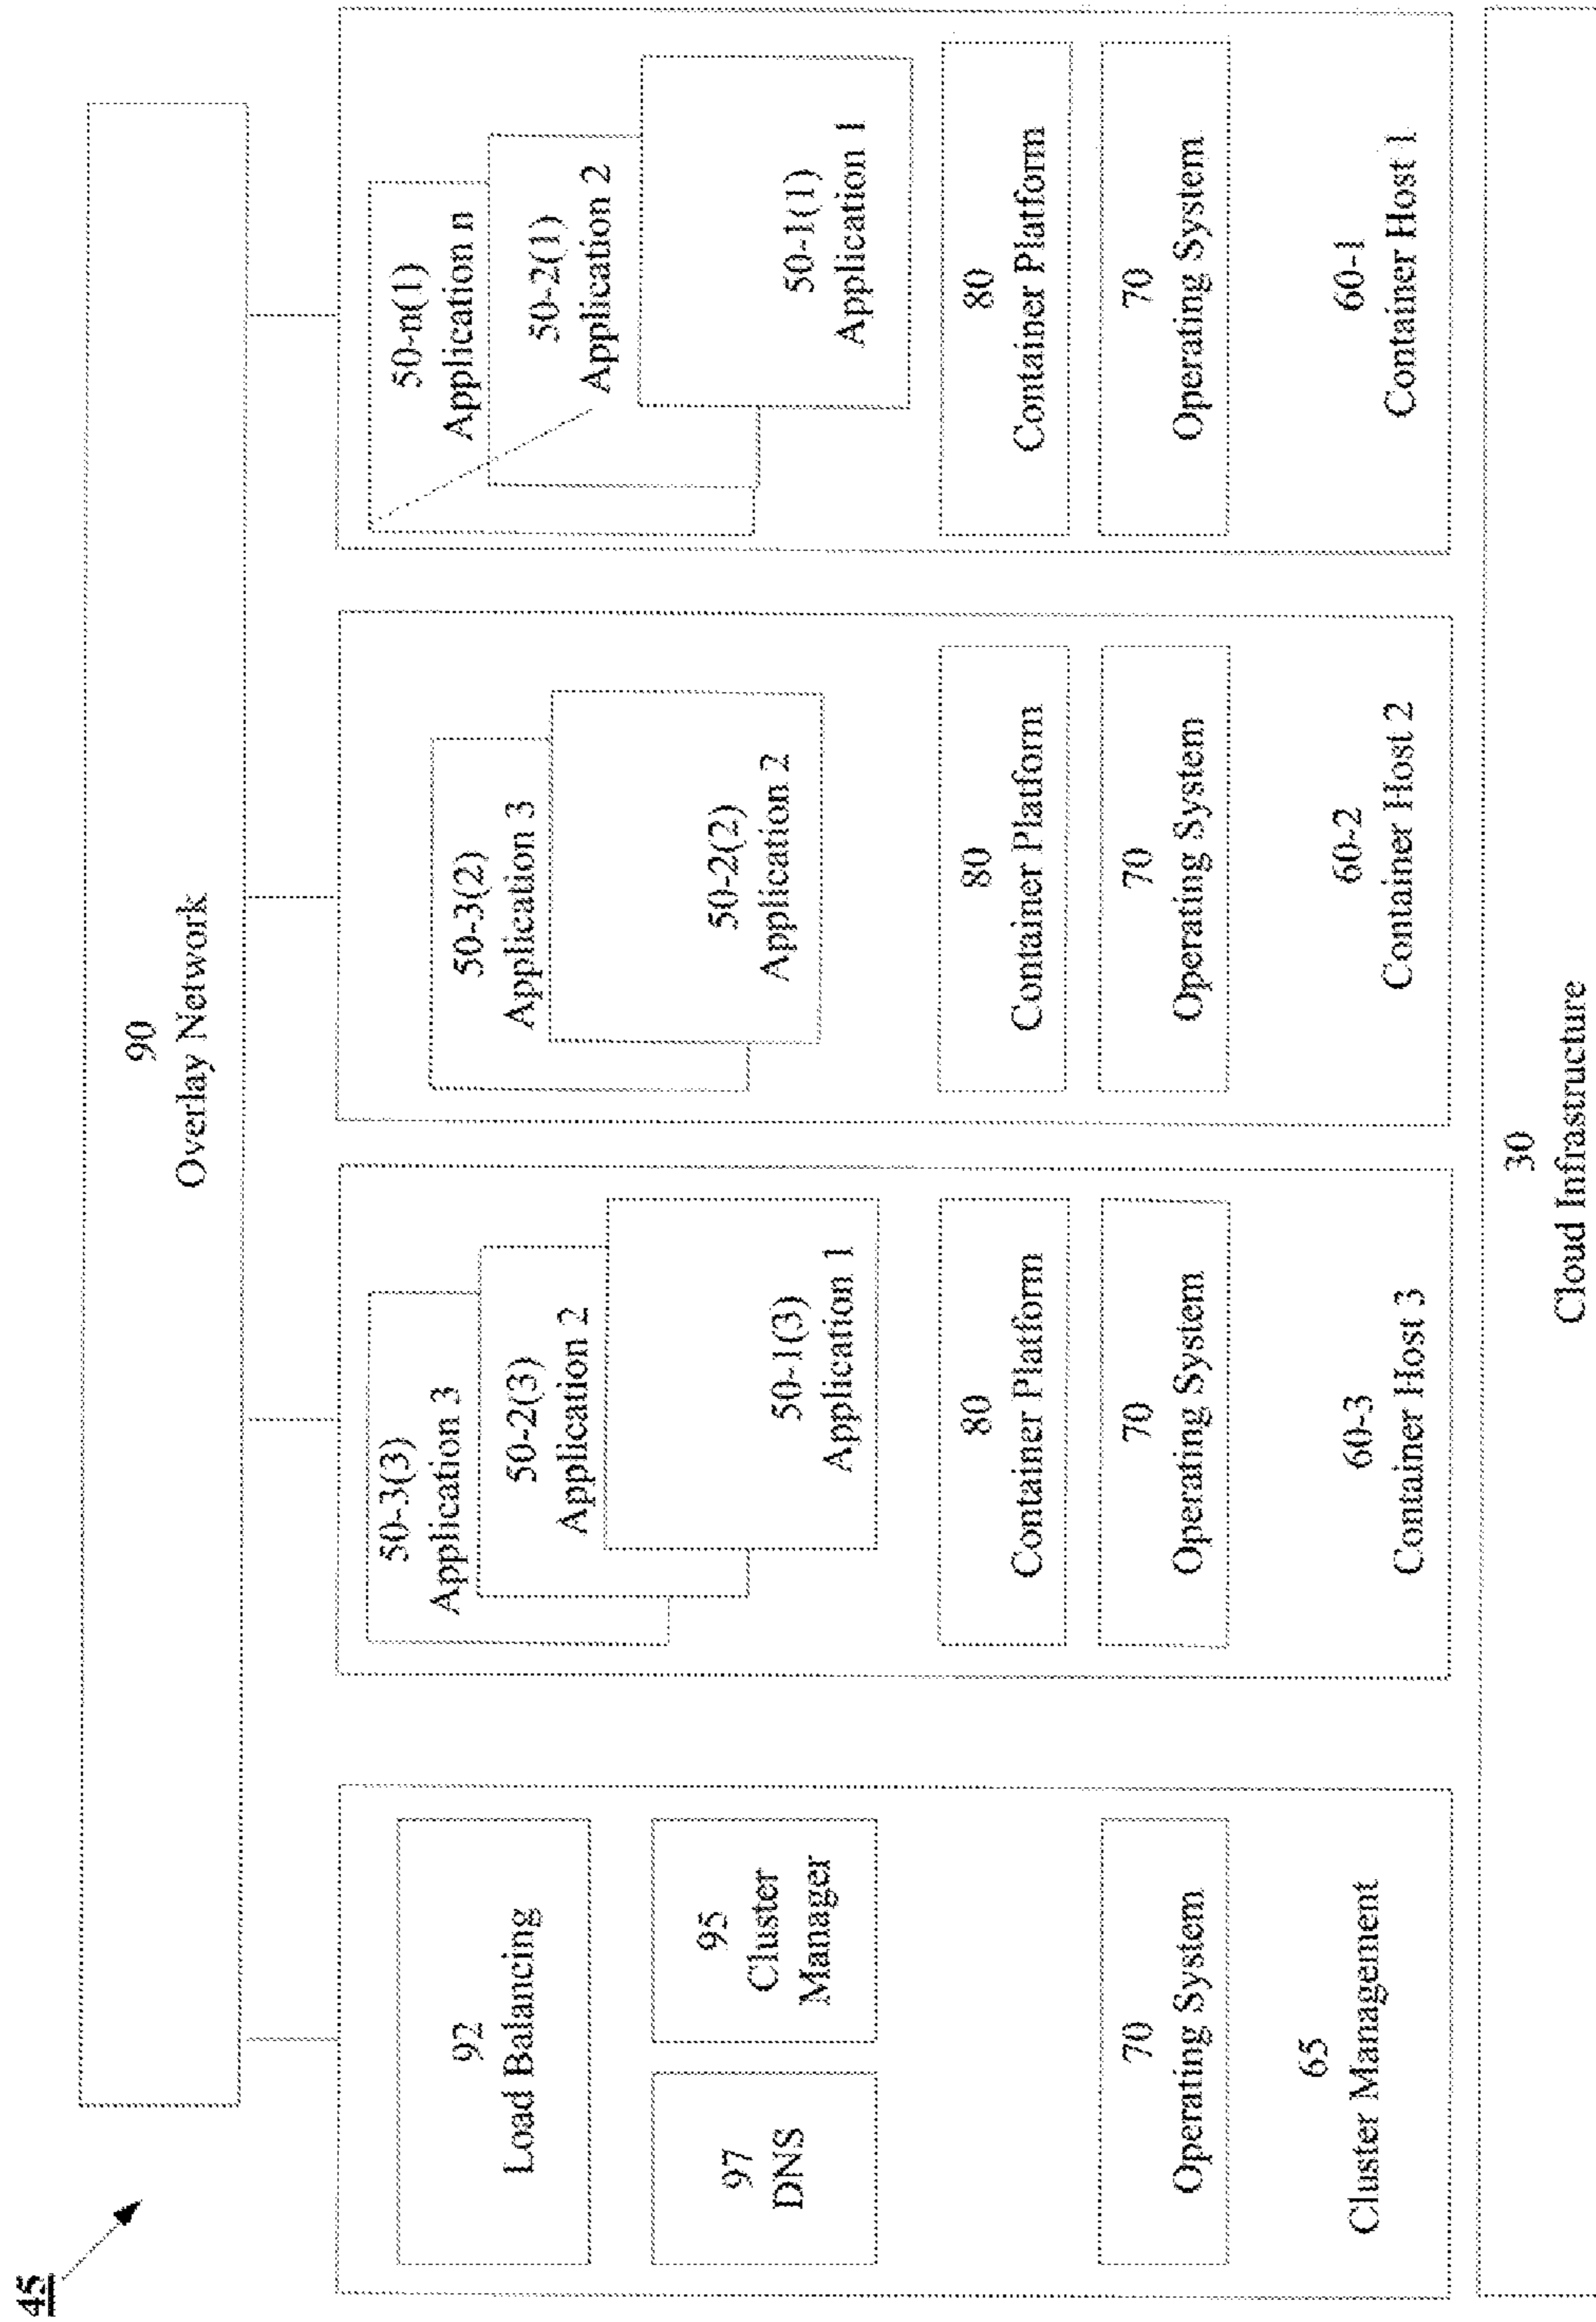 45
90
Overlay Network
92
Load Balancing
97
DNS
95
Cluster
Manager
70
Operating System
65
Cluster Management
50-3(3)
Application 3
50-2(3)
Application 2
50-1(3)
Application 1
80
Container Platform
70
Operating System
60-3
Container Host 3
50-3(2)
Application 3
50-2(2)
Application 2
80
Container Platform
70
Operating System
60-2
Container Host 2
50-n(1)
Application n
50-2(1)
Application 2
50-1(1)
Application 1
80
Container Platform
70
Operating System
60-1
Container Host 1
30
Cloud Infrastructure